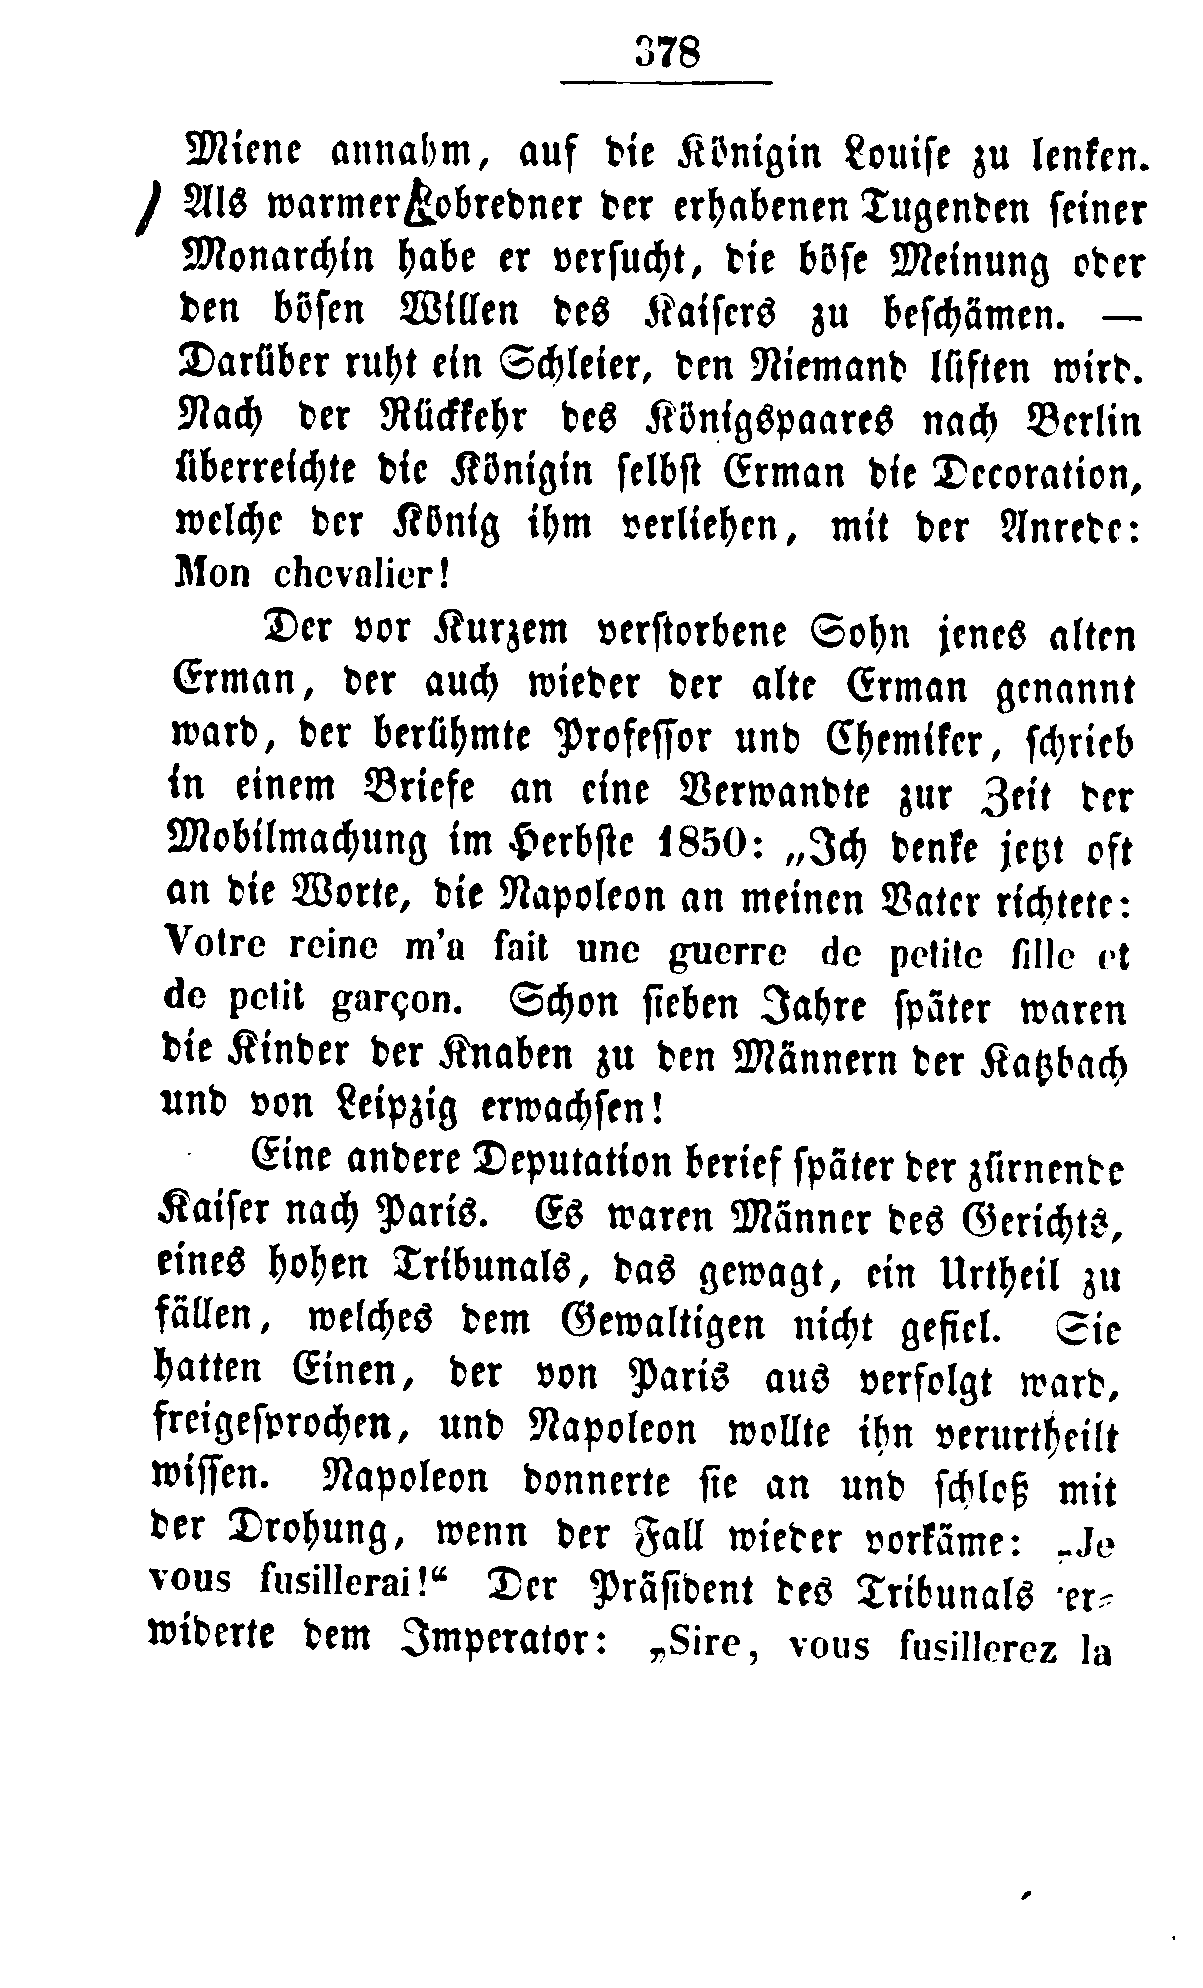 378
Miene annahm, auf die Königin Louise zu lenken.
Als warmer Lobredner der erhabenen Tugenden seiner
Monarchin habe er versucht, die böse Meinung oder
den bösen Willen des Kaisers zu beschämen. —
Darüber ruht ein Schleier, den Niemand lüften wird.
Nach der Rückkehr des Königspaares nach Berlin
überreichte die Königin selbst Erman die Decoration,
welche der König ihm verliehen, mit der Anrede:
Mon chevalier!
Der vor Kurzem verstorbene Sohn jenes alten
Erman, der auch wieder der alte Erman genannt
ward, der berühmte Professor und Chemiker, schrieb
in einem Briefe an eine Verwandte zur Zeit der
Mobilmachung im Herbste 1850: „Ich denke jetzt oft
an die Worte, die Napoleon an meinen Vater richtete:
Votre reine m'a fait une guerre de petite fille et
de petit garçon. Schon sieben Jahre später waren
die Kinder der Knaben zu den Männern der Katzbach
und von Leipzig erwachsen!
Eine andere Deputation berief später der zürnende
Kaiser nach Paris. Es waren Männer des Gerichts,
eines hohen Tribunals, das gewagt, ein Urtheil zu
fällen, welches dem Gewaltigen nicht gefiel. Sie
hatten Einen, der von Paris aus verfolgt ward,
freigesprochen, und Napoleon wollte ihn verurtheilt
wissen. Napoleon donnerte sie an und schloß mit
der Drohung, wenn der Fall wieder vorkäme: „Je
vous fusillerai!“ Der Präsident des Tribunals er-
widerte dem Imperator: „Sire, vous fusillerez la